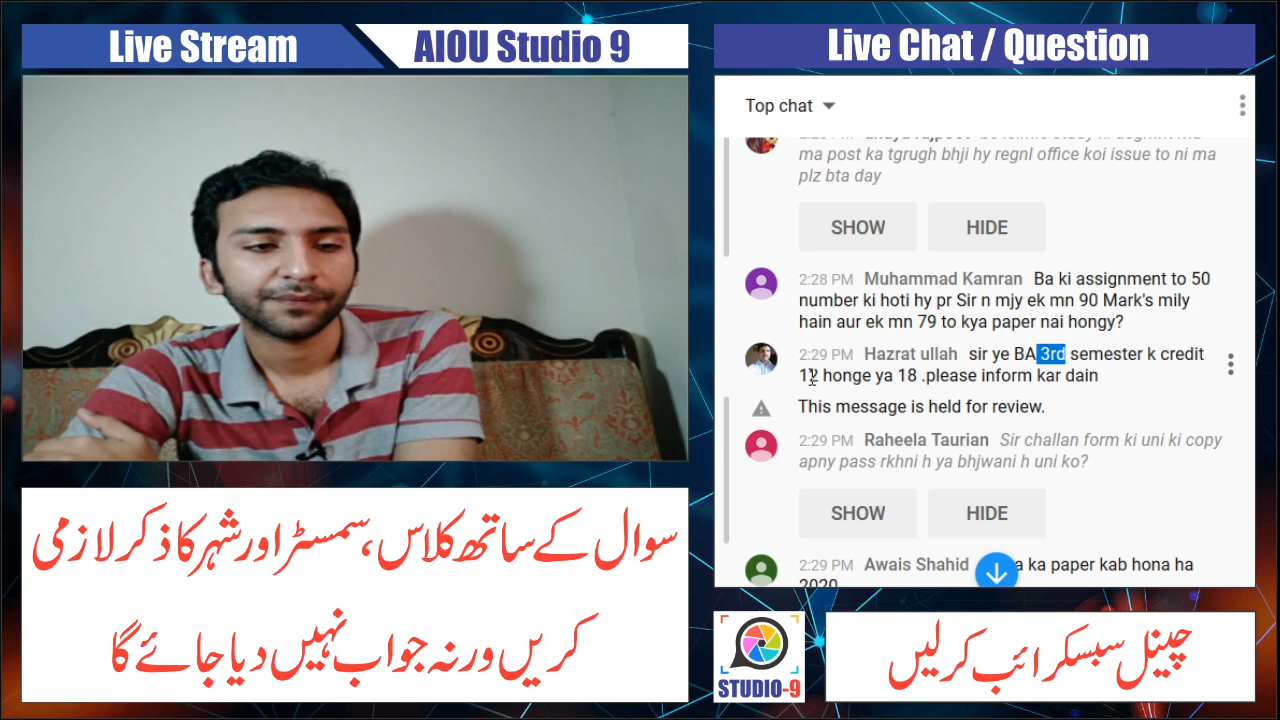 Live Stream
AIOU Studio 9
Live Chat / Question
Top chat
ma post ka tgrugh bhji hy regnl office koi issue to ni ma
plz bta day
SHOW
HIDE
2:28 PM Muhammad Kamran Ba ki assignment to 50
number ki hoti hy pr Sir n mjy ek mn 90 Mark's mily
hain aur ek mn 79 to kya paper nai hongy?
2:29 PM Hazrat ullah sir ye BA 3rd semester k credit
honge ya 18 .please inform kar dain
This message is held for review.
2:29 PM Raheela Taurian Sir challan form ki uni ki copy
apny pass rkhni h ya bhjwani h uni ko?
SHOW
HIDE
2:29 PM Awais Shahid a ka paper kab hona ha
2020
سوال کے ساتھ کلاس، سمسٹر اور شہر کا ذکر لازمی
کریں ورنہ جواب نہیں دیا جائے گا
STUDIO-9
چینل سبسکرائب کرلیں